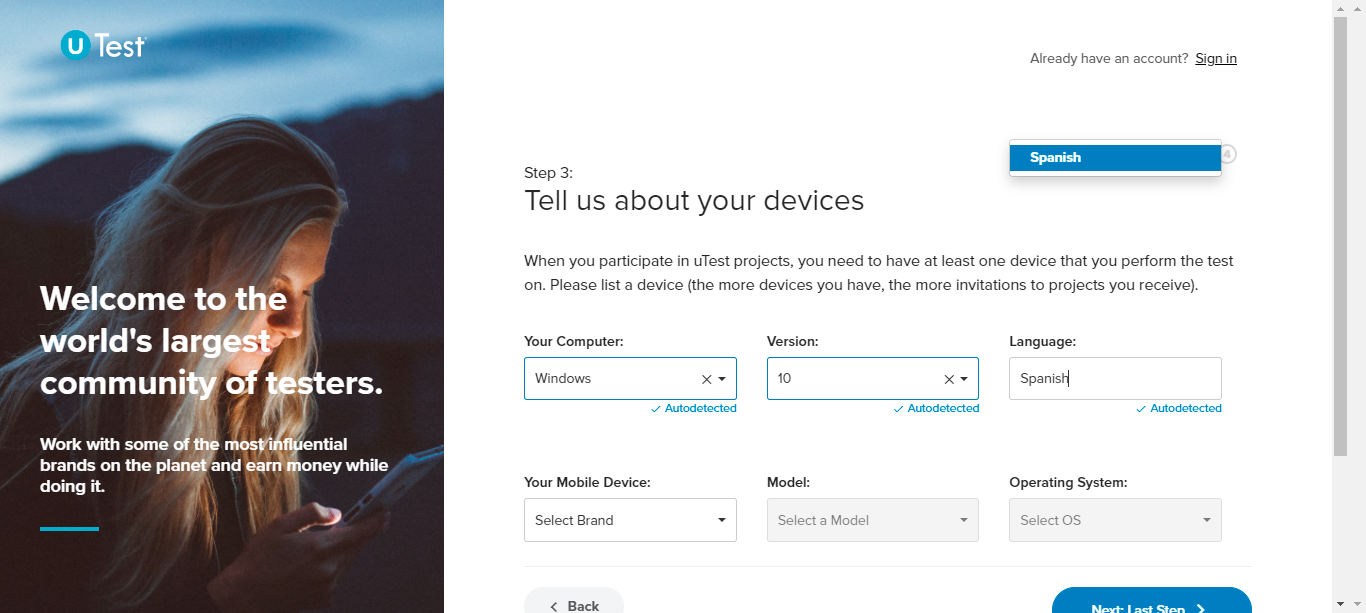 U Test
Already have an account? Sign in
Spanish
4
Step 3:
Tell us about your devices
When you participate in uTest projects, you need to have at least one device that you perform the test
on. Please list a device (the more devices you have, the more invitations to projects you receive).
Welcome to the
world's largest
community of testers.
Work with some of the most influential
brands on the planet and earn money while
doing it.
Your Computer: Version: Language:
Windows 10 Spanish
Autodetected Autodetected Autodetected
Your Mobile Device: Model: Operating System:
Select Brand Select a Model Select OS
Back Next: Last Step